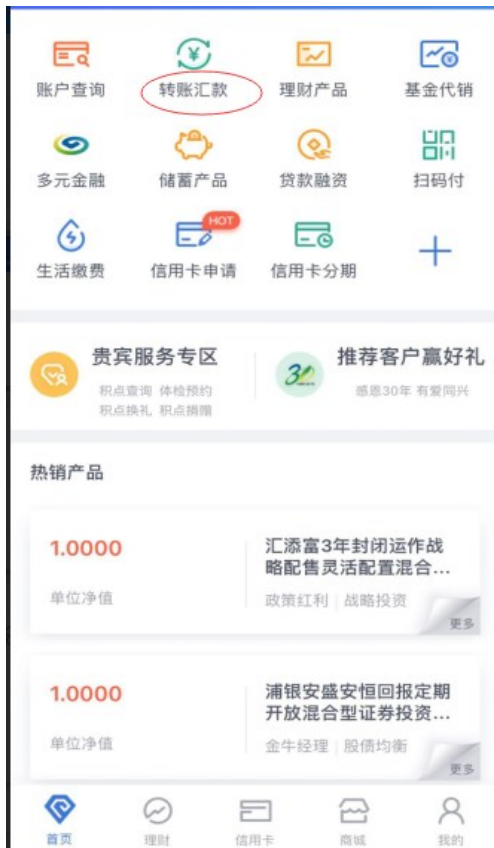 账户查询 转账汇款 理财产品 基金代销
多元金融 储蓄产品 贷款融资 扫码付
HOT
生活缴费 信用卡申请 信用卡分期
贵宾服务专区
积点查询 体检预约
积点换礼 积点捐赠
30
推荐客户赢好礼
感恩30年 有爱同兴
热销产品
1.0000
单位净值
汇添富3年封闭运作战
略配售灵活配置混合...
政策红利 | 战略投资
更多
1.0000
单位净值
浦银安盛安恒回报定期
开放混合型证券投资...
金牛经理 | 股债均衡
更多
首页 理财 信用卡 商城 我的